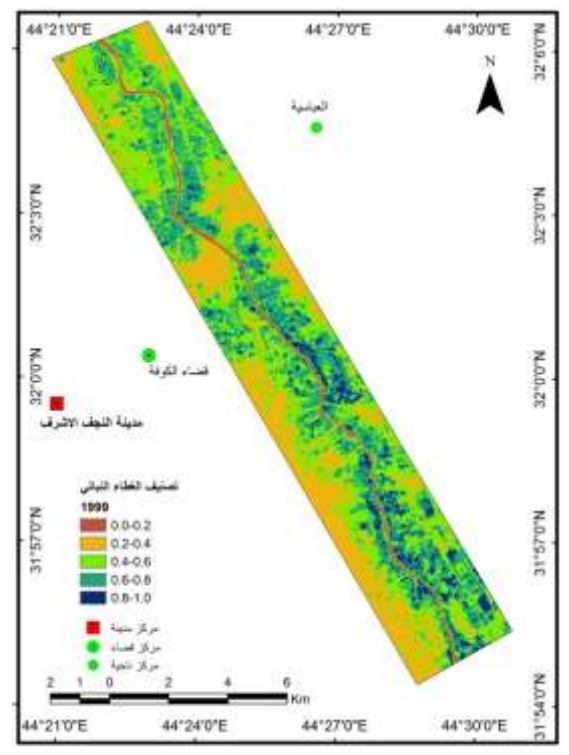 44°21'0"E 44°24'0"E 44°27'0"E 44°30'0"E
32°6'0"N
N
العباسية
32°3'0"N 32°3'0"N
قضاء الكوفة
32°0'0"N 32°0'0"N
مدينة النجف الاشرف
تصنيف الغطاء النباتي
1999
0.0-0.2
0.2-0.4
0.4-0.6
0.6-0.8
0.8-1.0
31°57'0"N 31°57'0"N
مركز مدينة
مركز قضاء
مركز ناحية
2 1 0 2 4 6
Km
31°54'0"N
44°21'0"E 44°24'0"E 44°27'0"E 44°30'0"E